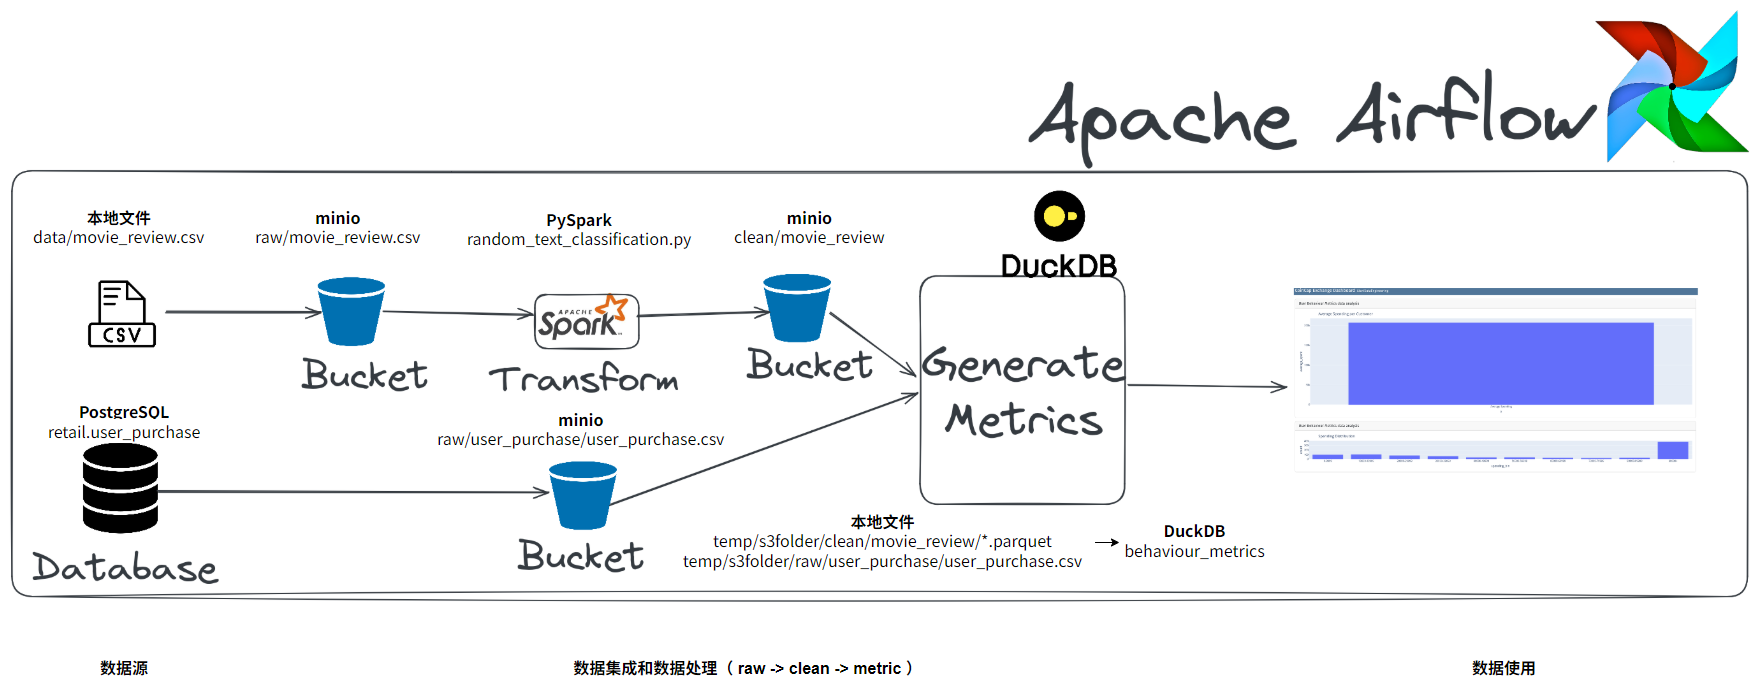 Apache Airflow
本地文件
data/movie_review.csv
minio
raw/movie_review.csv
PySpark
random_text_classification.py
minio
clean/movie_review
DuckDB
CSV
APACHE
Spark
Bucket
Transform
Bucket
Generate
Metrics
PostgreSQL
retail.user_purchase
minio
raw/user_purchase/user_purchase.csv
Database
Bucket
本地文件
temp/s3folder/clean/movie_review/*.parquet
temp/s3folder/raw/user_purchase/user_purchase.csv
DuckDB
behaviour_metrics
数据源
数据集成和数据处理（ raw -> clean -> metric ）
数据使用